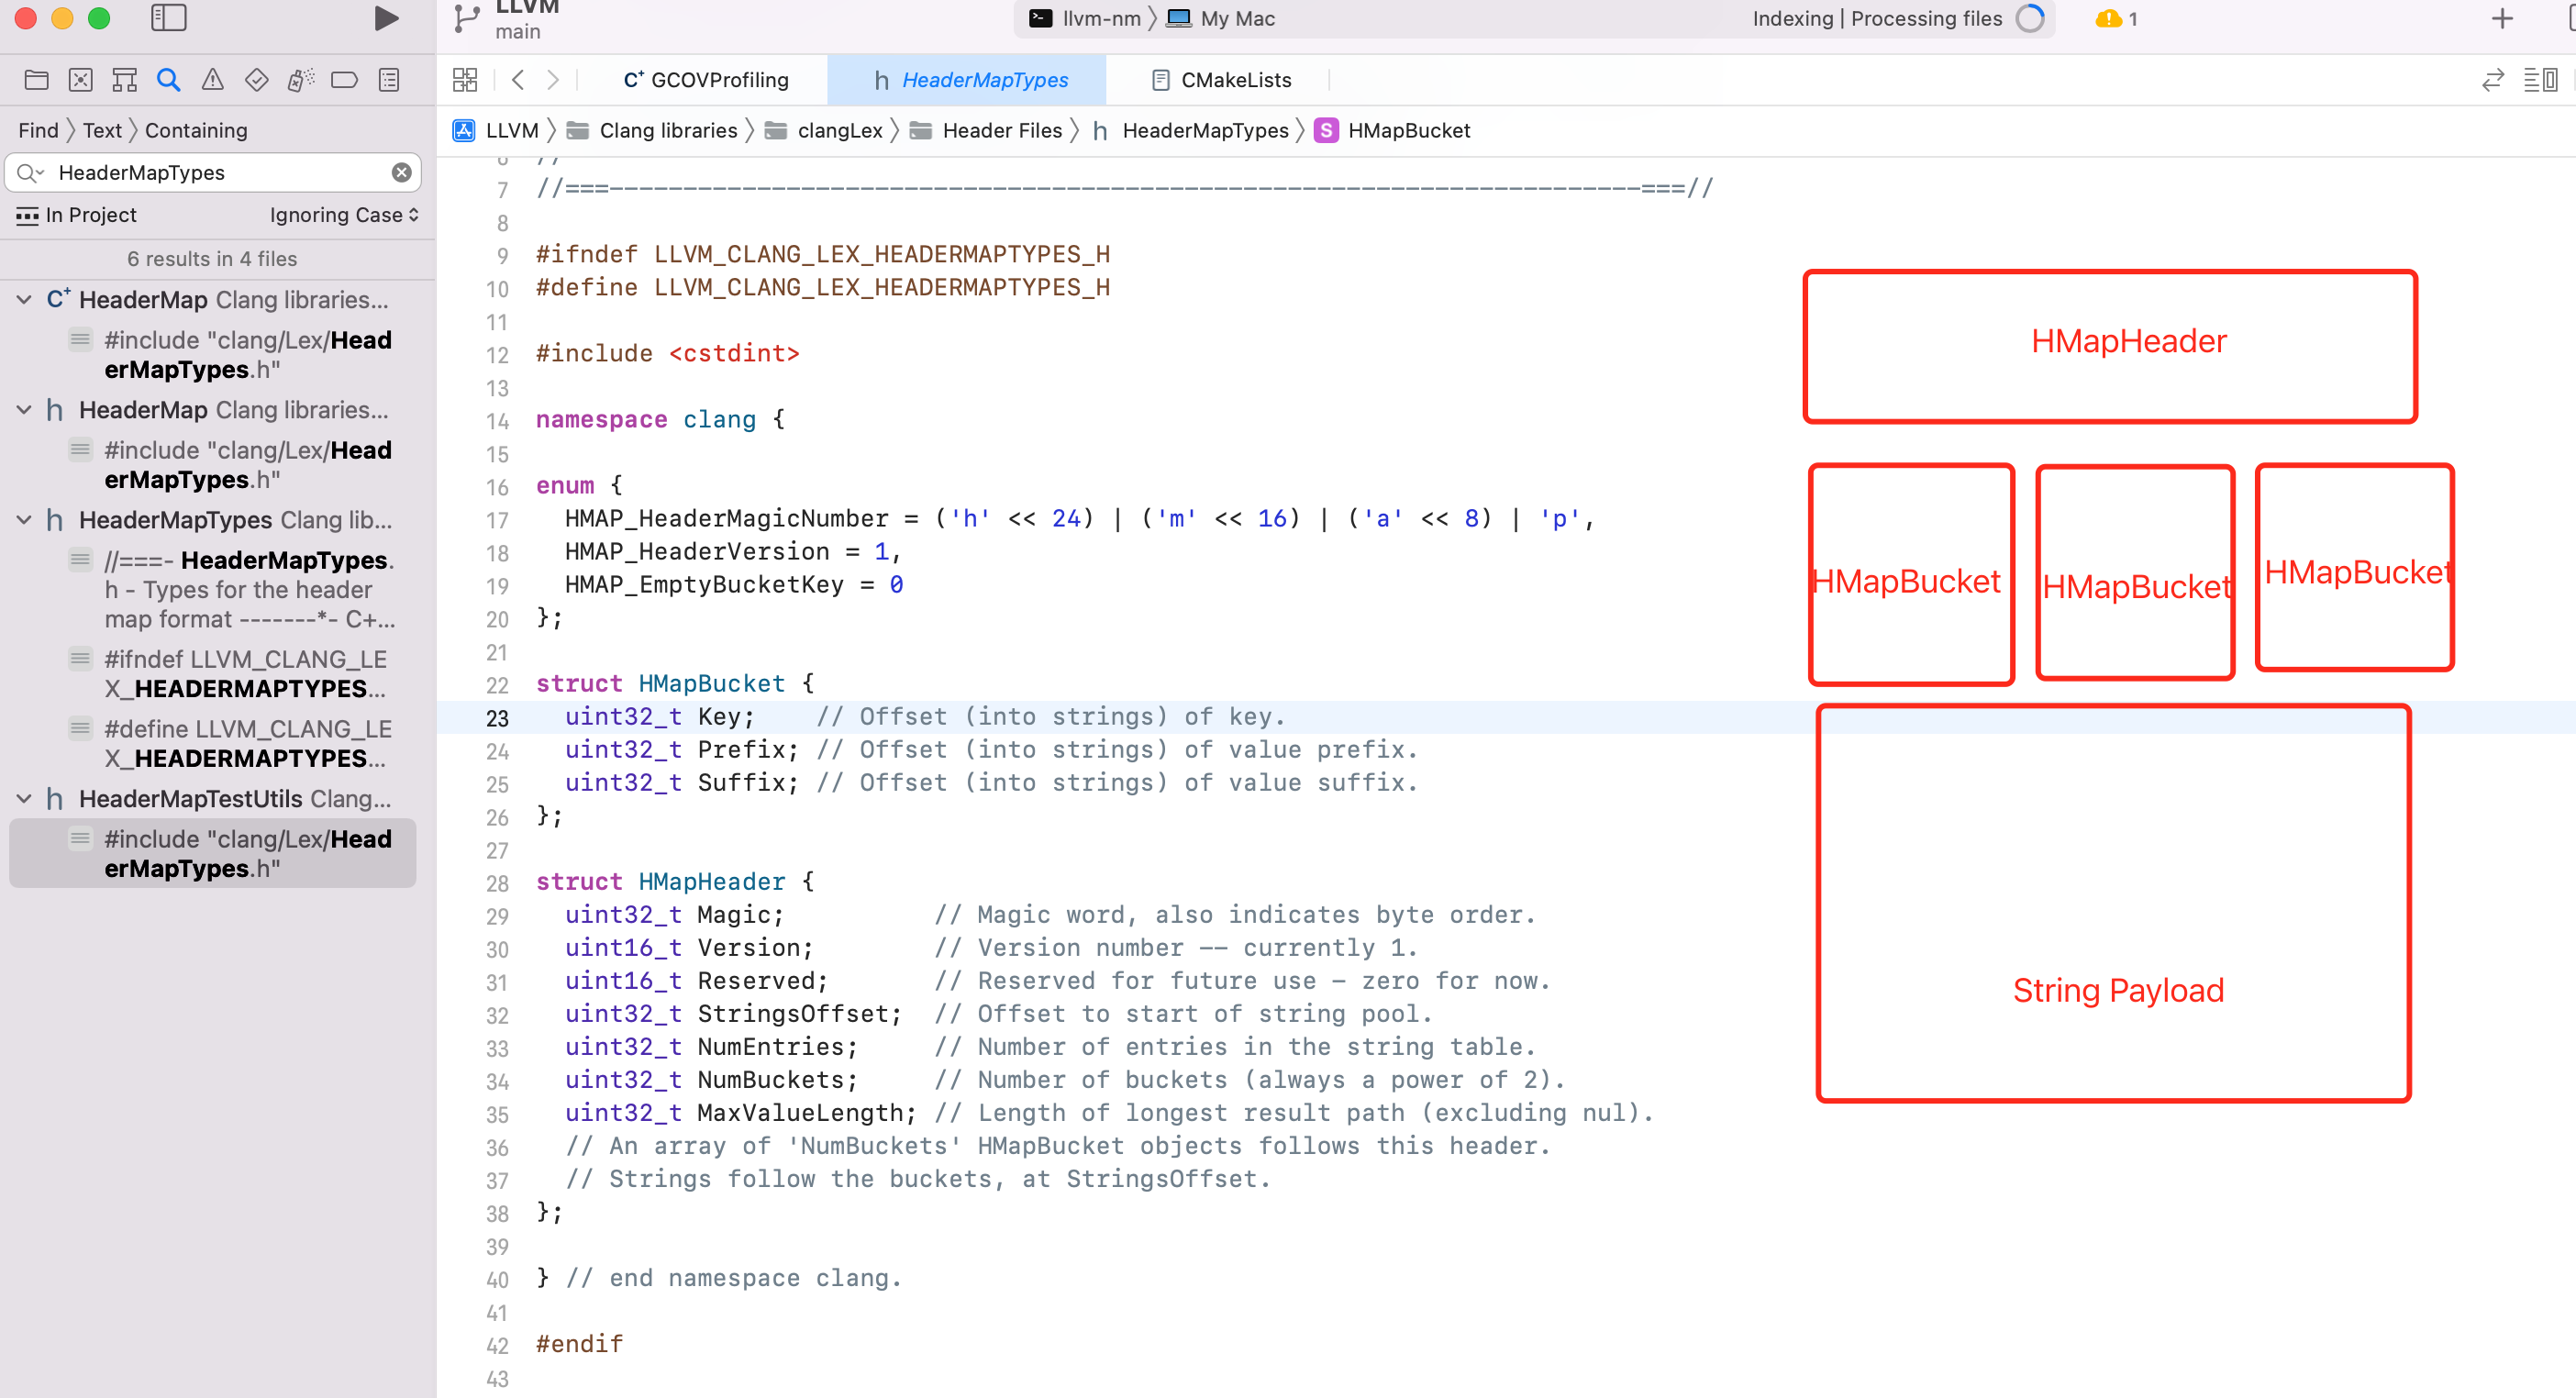 LLVM
main
llvm-nm
My Mac
Indexing | Processing files
1
GCOVProfiling
HeaderMapTypes
CMakeLists
Find
Text
Containing
LLVM
Clang libraries
clangLex
Header Files
HeaderMapTypes
HMapBucket
HeaderMapTypes
In Project
Ignoring Case
6 results in 4 files
HeaderMap Clang libraries...
#include "clang/Lex/Head
erMapTypes.h"
HeaderMap Clang libraries...
#include "clang/Lex/Head
erMapTypes.h"
HeaderMapTypes Clang lib...
//===- HeaderMapTypes.
h - Types for the header
map format -------*- C+...
#ifndef LLVM_CLANG_LE
X_HEADERMAPTYPES...
#define LLVM_CLANG_LE
X_HEADERMAPTYPES...
HeaderMapTestUtils Clang...
#include "clang/Lex/Head
erMapTypes.h"
6 //
7 //===----------------------------------------------------------------------===//
8
9 #ifndef LLVM_CLANG_LEX_HEADERMAPTYPES_H
10 #define LLVM_CLANG_LEX_HEADERMAPTYPES_H
11
12 #include <cstdint>
13
14 namespace clang {
15
16 enum {
17 HMAP_HeaderMagicNumber = ('h' << 24) | ('m' << 16) | ('a' << 8) | 'p',
18 HMAP_HeaderVersion = 1,
19 HMAP_EmptyBucketKey = 0
20 };
21
22 struct HMapBucket {
23 uint32_t Key; // Offset (into strings) of key.
24 uint32_t Prefix; // Offset (into strings) of value prefix.
25 uint32_t Suffix; // Offset (into strings) of value suffix.
26 };
27
28 struct HMapHeader {
29 uint32_t Magic; // Magic word, also indicates byte order.
30 uint16_t Version; // Version number -- currently 1.
31 uint16_t Reserved; // Reserved for future use - zero for now.
32 uint32_t StringsOffset; // Offset to start of string pool.
33 uint32_t NumEntries; // Number of entries in the string table.
34 uint32_t NumBuckets; // Number of buckets (always a power of 2).
35 uint32_t MaxValueLength; // Length of longest result path (excluding nul).
36 // An array of 'NumBuckets' HMapBucket objects follows this header.
37 // Strings follow the buckets, at StringsOffset.
38 };
39
40 } // end namespace clang.
41
42 #endif
43
HMapHeader
HMapBucket
HMapBucket
HMapBucket
String Payload